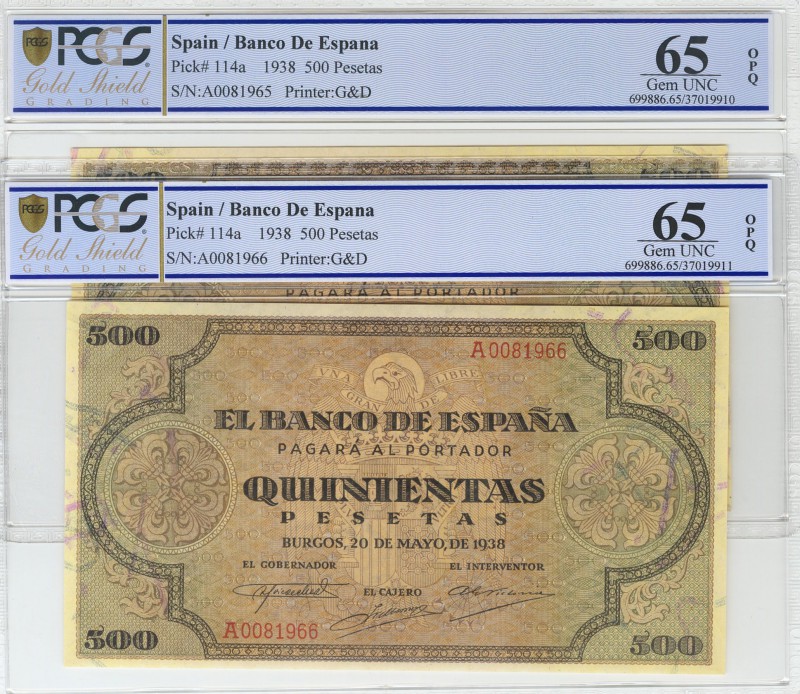 PCGS
Gold Shield
GRADING
Spain / Banco De Espana
Pick# 114a 1938 500 Pesetas
S/N:A0081965 Printer:G&D
65
Gem UNC
699886.65/37019910
OPQ
PCGS
Gold Shield
GRADING
Spain / Banco De Espana
Pick# 114a 1938 500 Pesetas
S/N:A0081966 Printer:G&D
65
Gem UNC
699886.65/37019911
OPQ
PAGARÁ AL PORTADOR
500
A0081966
500
VNA GRANDE LIBRE
EL BANCO DE ESPAÑA
PAGARÁ AL PORTADOR
QUINIENTAS
PESETAS
BURGOS, 20 DE MAYO, DE 1938
EL GOBERNADOR
EL CAJERO
EL INTERVENTOR
A0081966
500
500